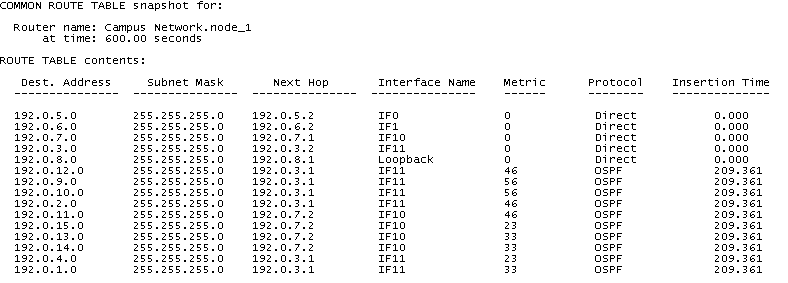 COMMON ROUTE TABLE snapshot for:
Router name: Campus Network.node_1
at time: 600.00 seconds
ROUTE TABLE contents:
Dest. Address Subnet Mask Next Hop Interface Name Metric Protocol Insertion Time
192.0.5.0 255.255.255.0 192.0.5.2 IF0 0 Direct 0.000
192.0.6.0 255.255.255.0 192.0.6.2 IF1 0 Direct 0.000
192.0.7.0 255.255.255.0 192.0.7.1 IF10 0 Direct 0.000
192.0.3.0 255.255.255.0 192.0.3.2 IF11 0 Direct 0.000
192.0.8.0 255.255.255.0 192.0.8.1 Loopback 0 Direct 0.000
192.0.12.0 255.255.255.0 192.0.3.1 IF11 46 OSPF 209.361
192.0.9.0 255.255.255.0 192.0.3.1 IF11 56 OSPF 209.361
192.0.10.0 255.255.255.0 192.0.3.1 IF11 56 OSPF 209.361
192.0.2.0 255.255.255.0 192.0.3.1 IF11 46 OSPF 209.361
192.0.11.0 255.255.255.0 192.0.7.2 IF10 46 OSPF 209.361
192.0.15.0 255.255.255.0 192.0.7.2 IF10 23 OSPF 209.361
192.0.13.0 255.255.255.0 192.0.7.2 IF10 33 OSPF 209.361
192.0.14.0 255.255.255.0 192.0.7.2 IF10 33 OSPF 209.361
192.0.4.0 255.255.255.0 192.0.3.1 IF11 23 OSPF 209.361
192.0.1.0 255.255.255.0 192.0.3.1 IF11 33 OSPF 209.361